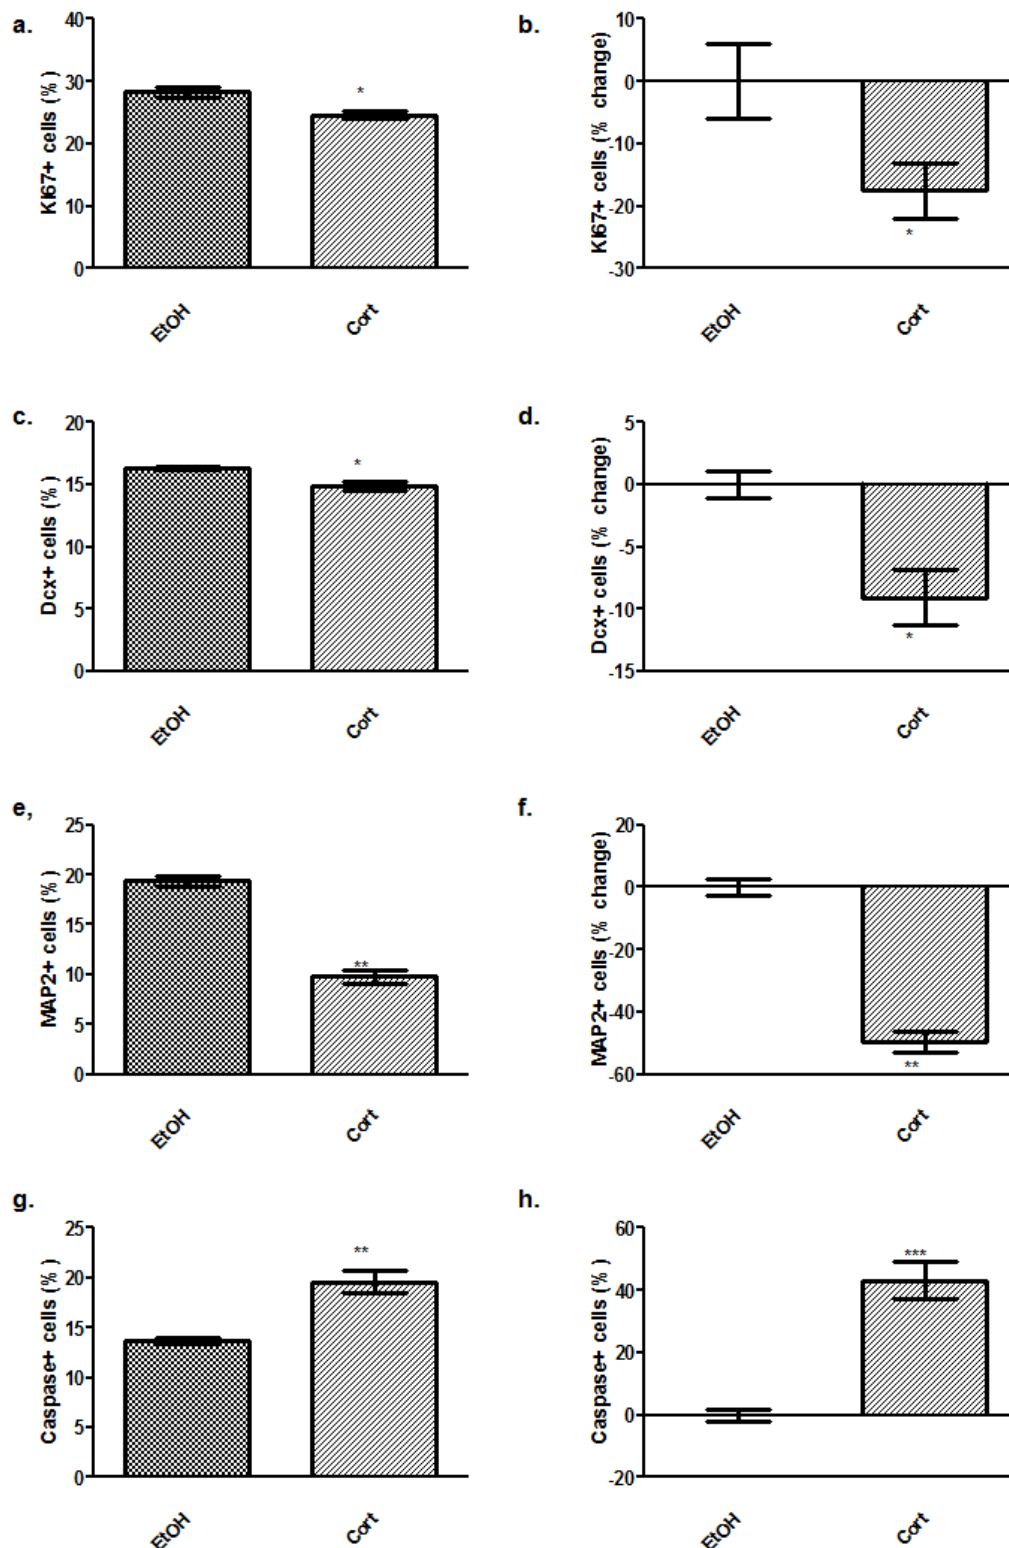 a.
KI67+ cells (% )
40
30
20
10
0
*
EtOH
Cort
b.
KI67+ cells (% change)
10
0
-10
-20
-30
*
EtOH
Cort
c.
Dcx+ cells (% )
20
15
10
5
0
*
EtOH
Cort
d.
Dcx+ cells (% change)
5
0
-5
-10
-15
*
EtOH
Cort
e,
MAP2+ cells (% )
25
20
15
10
5
0
**
EtOH
Cort
f.
MAP2+ cells (% change)
20
0
-20
-40
-60
**
EtOH
Cort
g.
Caspase+ cells (% )
25
20
15
10
5
0
**
EtOH
Cort
h.
Caspase+ cells (% )
60
40
20
0
-20
***
EtOH
Cort